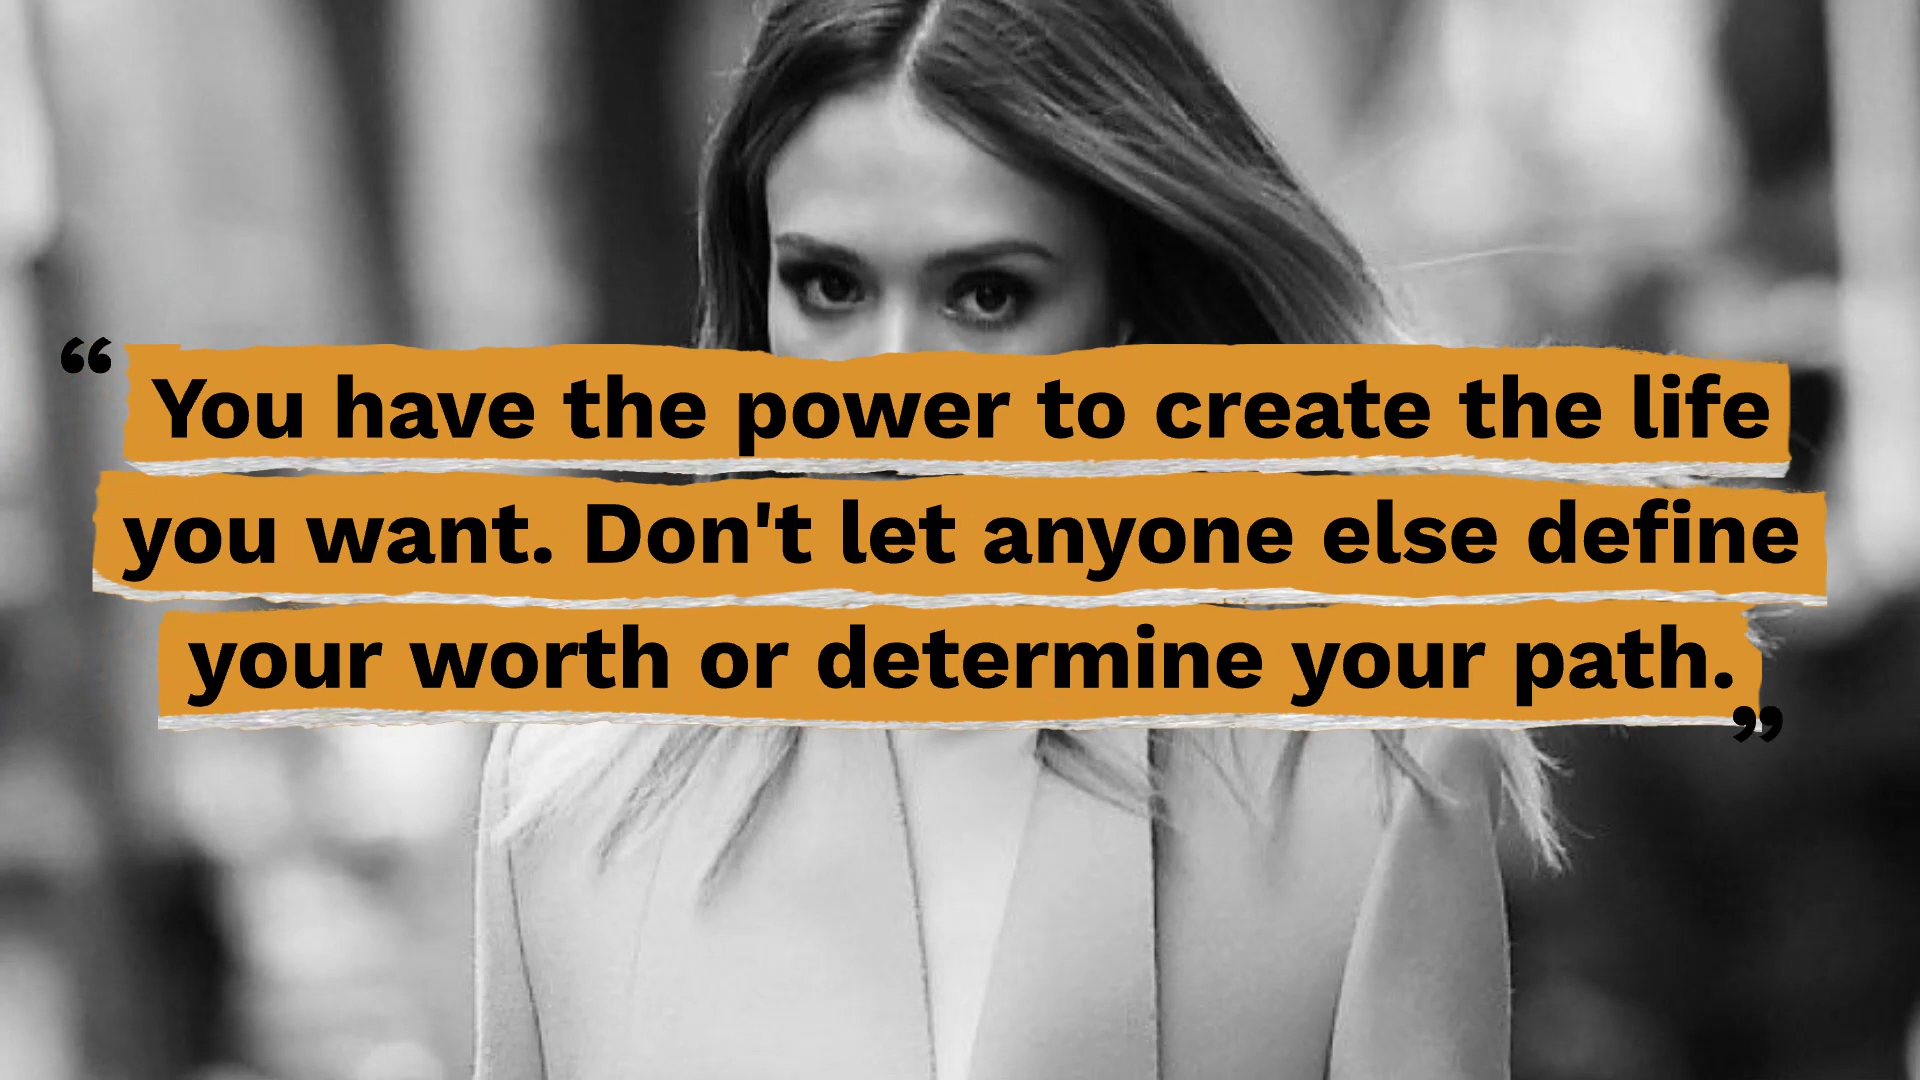 “You have the power to create the life
you want. Don't let anyone else define
your worth or determine your path.”